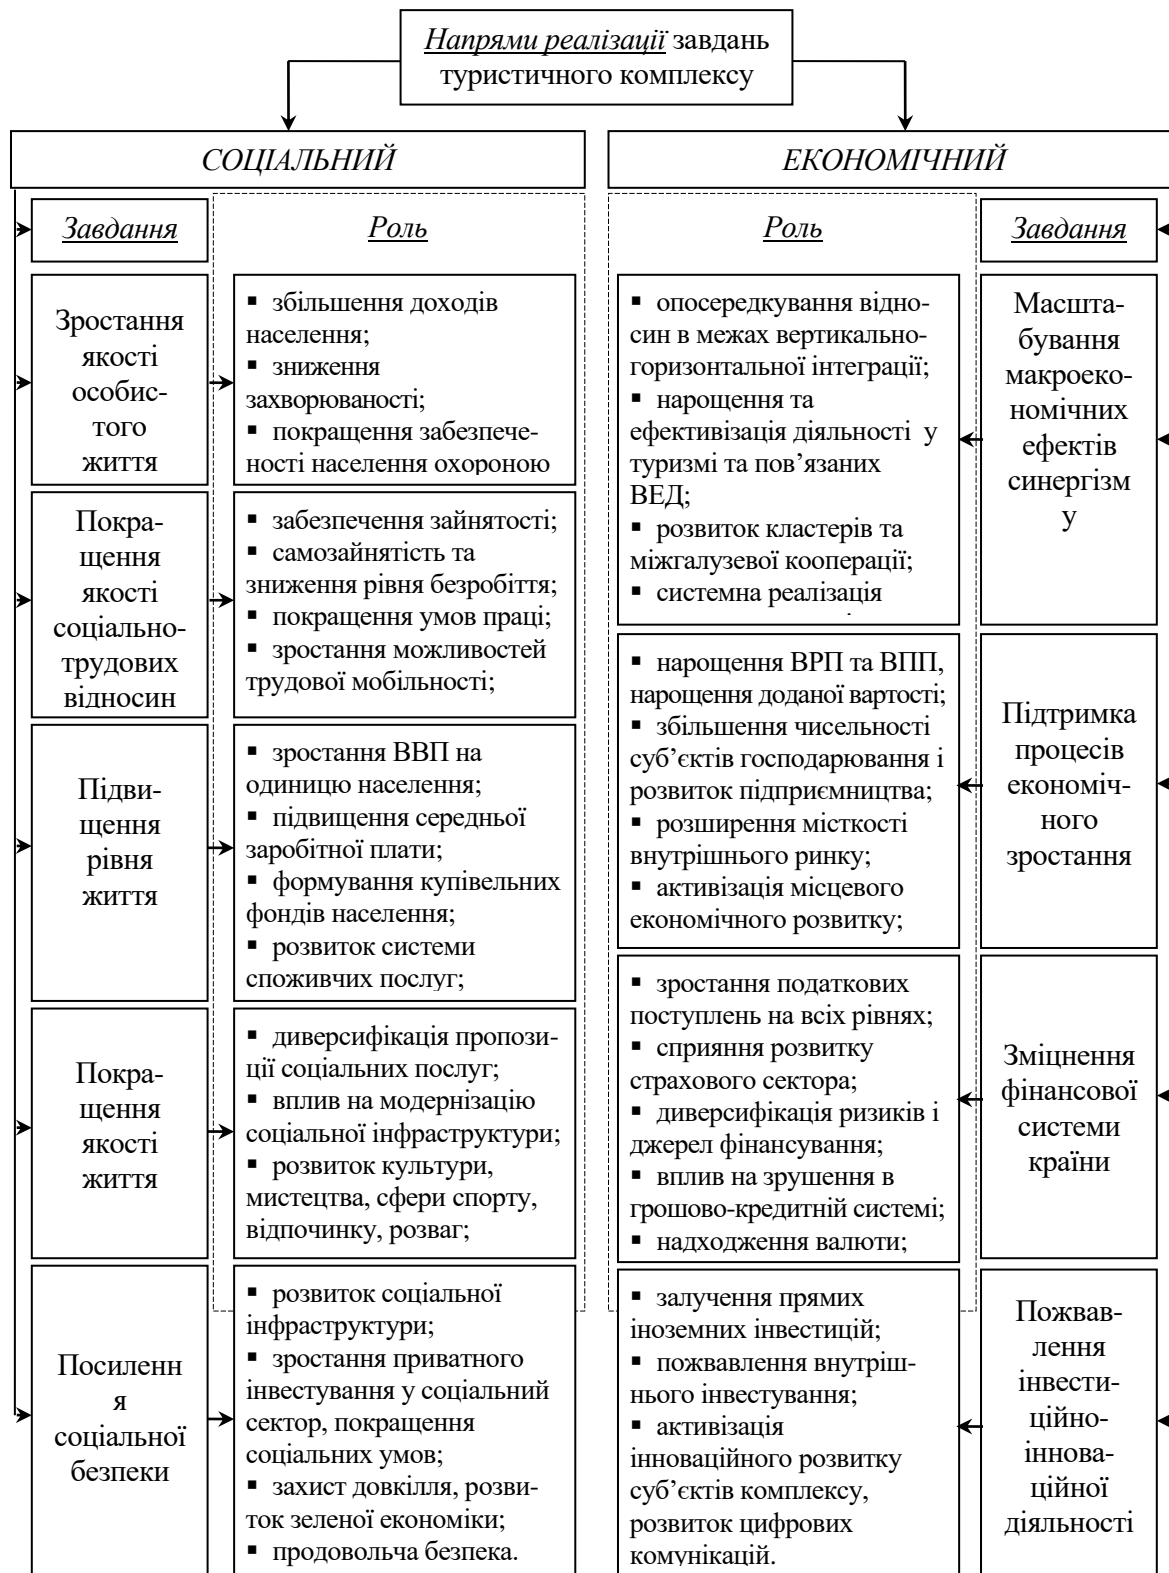 Напрями реалізації завдань
туристичного комплексу
СОЦІАЛЬНИЙ
Завдання
Роль
Зростання
якості
особис-
того
життя
▪ збільшення доходів
населення;
▪ зниження
захворюваності;
▪ покращення забезпече-
ності населення охороною
Покра-
щення
якості
соціально-
трудових
відносин
▪ забезпечення зайнятості;
▪ самозайнятість та
зниження рівня безробіття;
▪ покращення умов праці;
▪ зростання можливостей
трудової мобільності;
Підви-
щення
рівня
життя
▪ зростання ВВП на
одиницю населення;
▪ підвищення середньої
заробітної плати;
▪ формування купівельних
фондів населення;
▪ розвиток системи
споживчих послуг;
Покра-
щення
якості
життя
▪ диверсифікація пропози-
ції соціальних послуг;
▪ вплив на модернізацію
соціальної інфраструктури;
▪ розвиток культури,
мистецтва, сфери спорту,
відпочинку, розваг;
Посиленн
я
соціальної
безпеки
▪ розвиток соціальної
інфраструктури;
▪ зростання приватного
інвестування у соціальний
сектор, покращення
соціальних умов;
▪ захист довкілля, розви-
ток зеленої економіки;
▪ продовольча безпека.
ЕКОНОМІЧНИЙ
Роль
Завдання
▪ опосередкування відно-
син в межах вертикально-
горизонтальної інтеграції;
▪ нарощення та
ефективізація діяльності у
туризмі та пов’язаних
ВЕД;
▪ розвиток кластерів та
міжгалузевої кооперації;
▪ системна реалізація
Масшта-
бування
макроеко-
номічних
ефектів
синергізм
у
▪ нарощення ВРП та ВПП,
нарощення доданої вартості;
▪ збільшення чисельності
суб’єктів господарювання і
розвиток підприємництва;
▪ розширення місткості
внутрішнього ринку;
▪ активізація місцевого
економічного розвитку;
Підтримка
процесів
економіч-
ного
зростання
▪ зростання податкових
поступлень на всіх рівнях;
▪ сприяння розвитку
страхового сектора;
▪ диверсифікація ризиків і
джерел фінансування;
▪ вплив на зрушення в
грошово-кредитній системі;
▪ надходження валюти;
Зміцнення
фінансової
системи
країни
▪ залучення прямих
іноземних інвестицій;
▪ пожвавлення внутріш-
нього інвестування;
▪ активізація
інноваційного розвитку
суб’єктів комплексу,
розвиток цифрових
комунікацій.
Пожвав-
лення
інвести-
ційно-
іннова-
ційної
діяльності